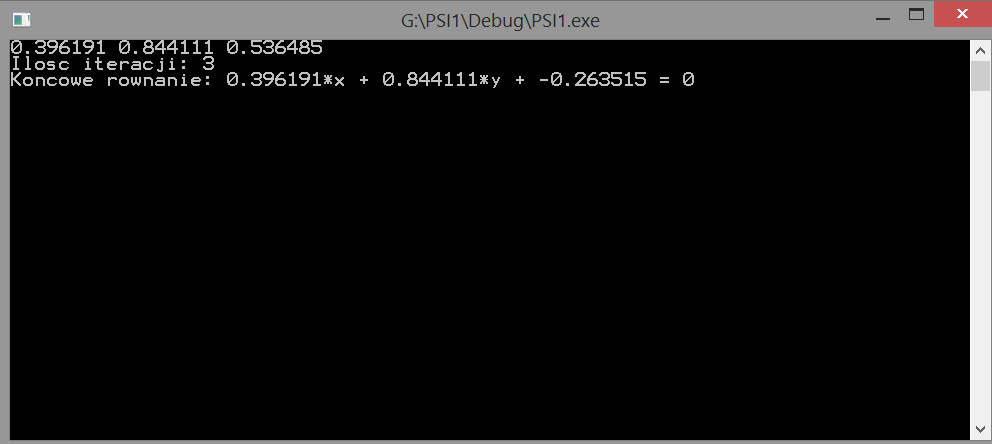 G:\PSI1\Debug\PSI1.exe
0.396191 0.844111 0.536485
Ilosc iteracji: 3
Koncowe rownanie: 0.396191*x + 0.844111*y + -0.263515 = 0